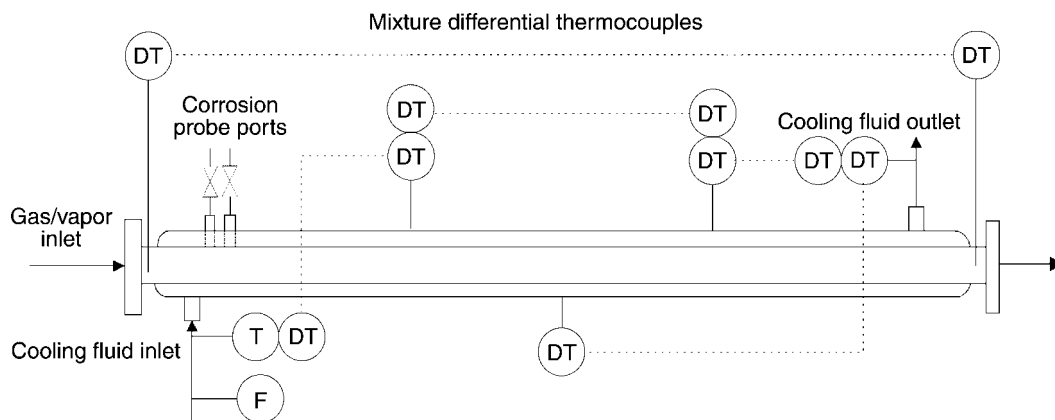 Mixture differential thermocouples
DT
DT
Corrosion
probe ports
DT
DT
Cooling fluid outlet
DT
DT
DT
DT
Gas/vapor
inlet
Cooling fluid inlet
T
DT
DT
F